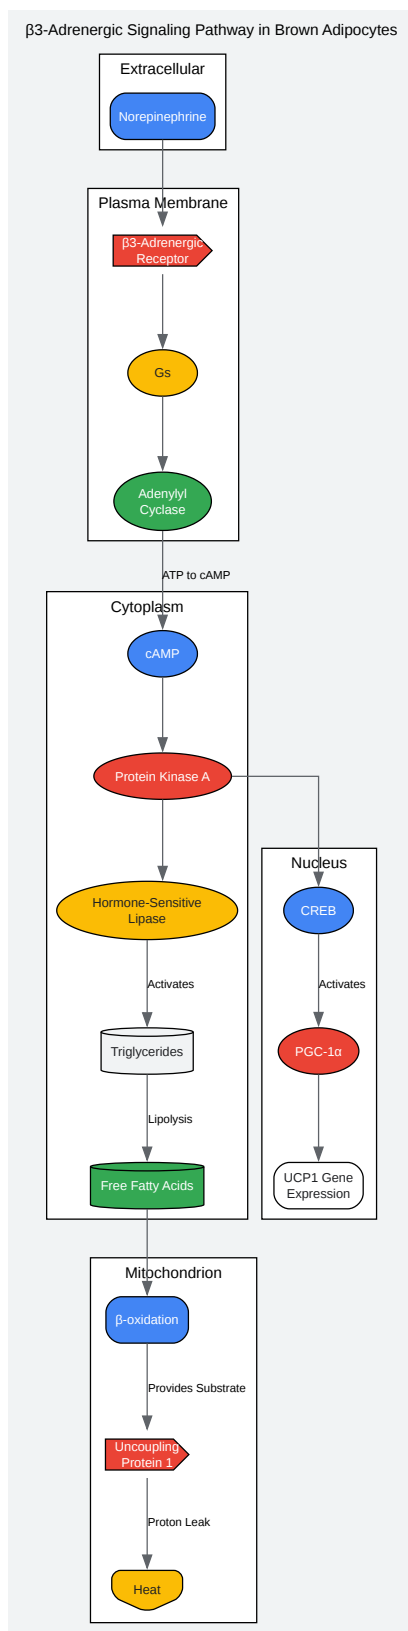 β3-Adrenergic Signaling Pathway in Brown Adipocytes
Extracellular
Norepinephrine
Plasma Membrane
β3-Adrenergic
Receptor
Gs
Adenylyl
Cyclase
ATP to cAMP
Cytoplasm
cAMP
Protein Kinase A
Hormone-Sensitive
Lipase
Activates
Triglycerides
Lipolysis
Free Fatty Acids
Nucleus
CREB
Activates
PGC-1α
UCP1 Gene
Expression
Mitochondrion
β-oxidation
Provides Substrate
Uncoupling
Protein 1
Proton Leak
Heat